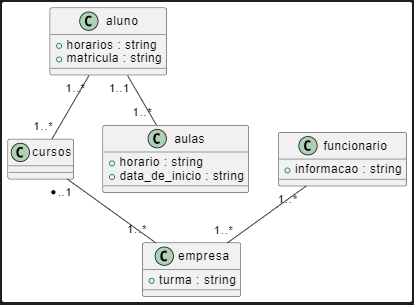 C aluno
horarios : string
matricula : string
1..* 1..1
1..* 1..*
C cursos
C aulas
horario : string
data_de_inicio : string
C funcionario
informacao : string
*..1 1..*
1..* 1..*
C empresa
turma : string